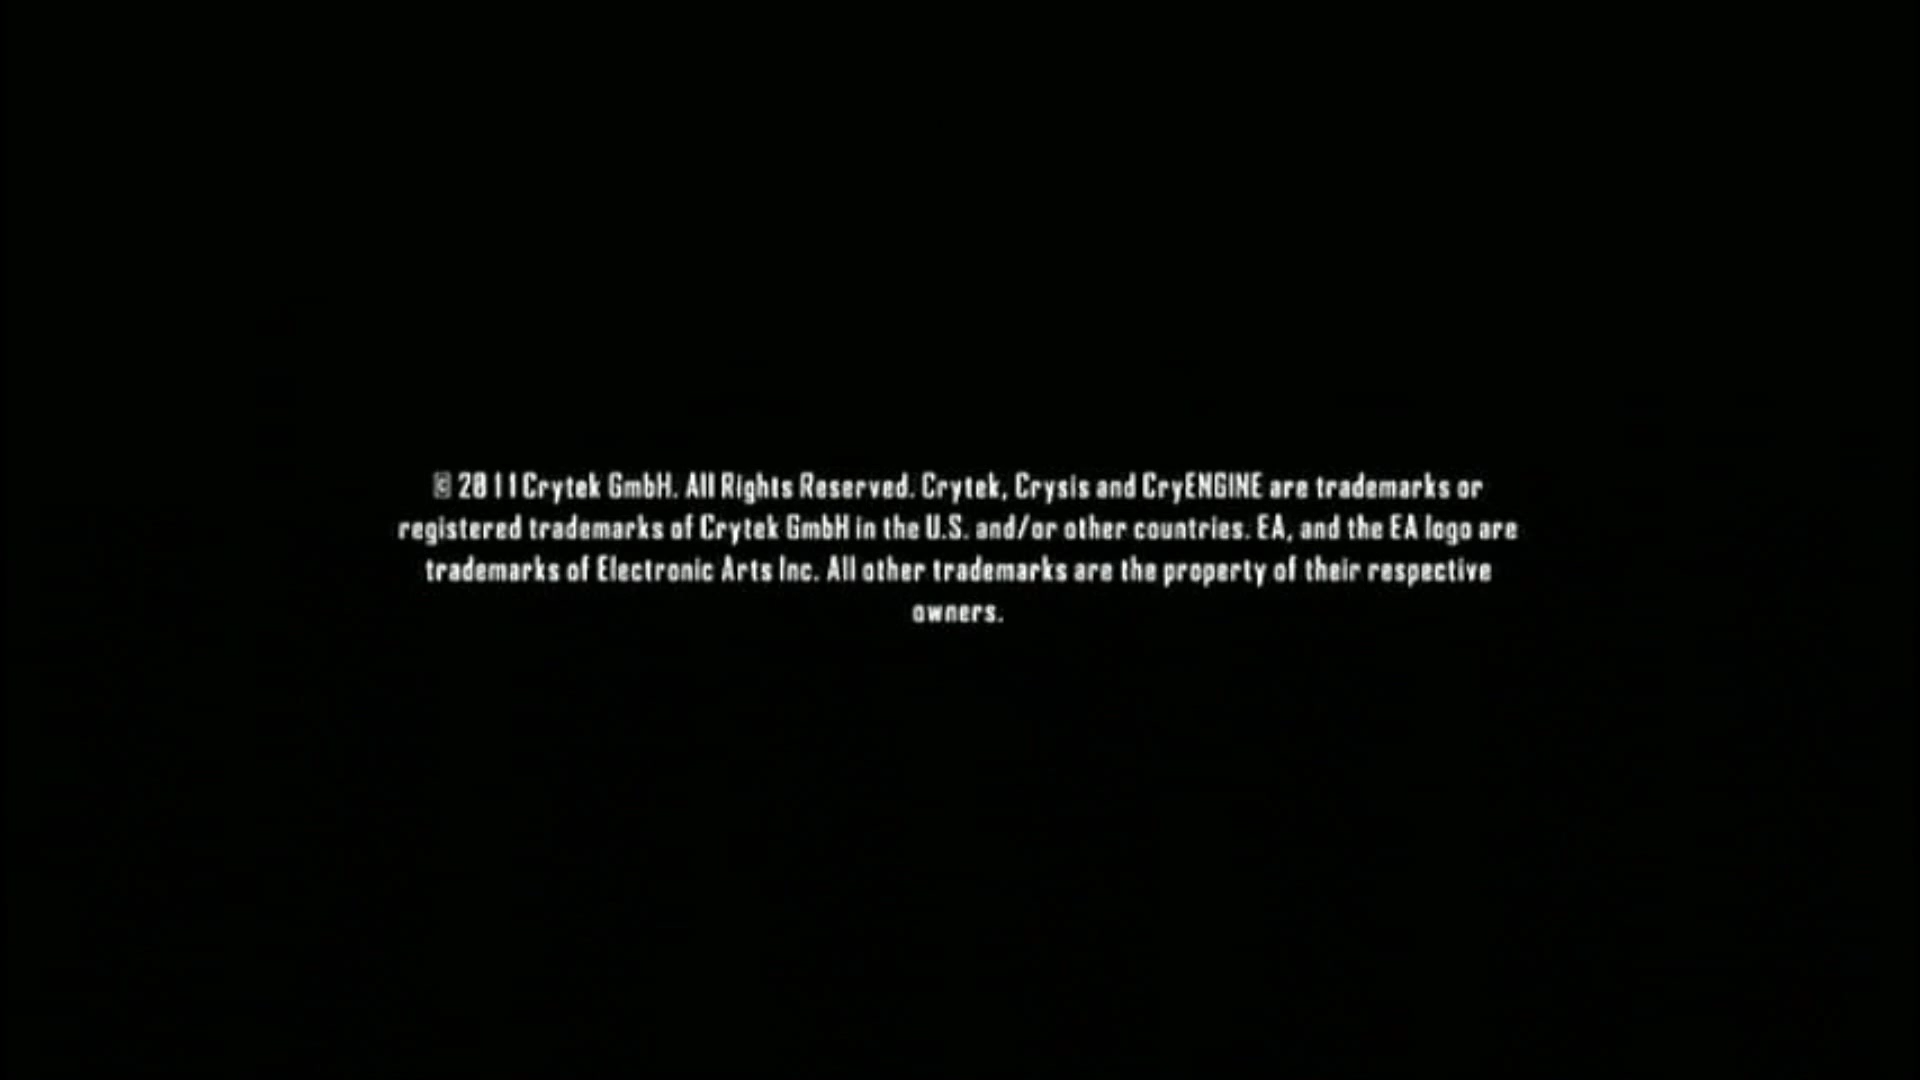 © 2011 Crytek GmbH. All Rights Reserved. Crytek, Crysis and CryENGINE are trademarks or
registered trademarks of Crytek GmbH in the U.S. and/or other countries. EA, and the EA logo are
trademarks of Electronic Arts Inc. All other trademarks are the property of their respective
owners.